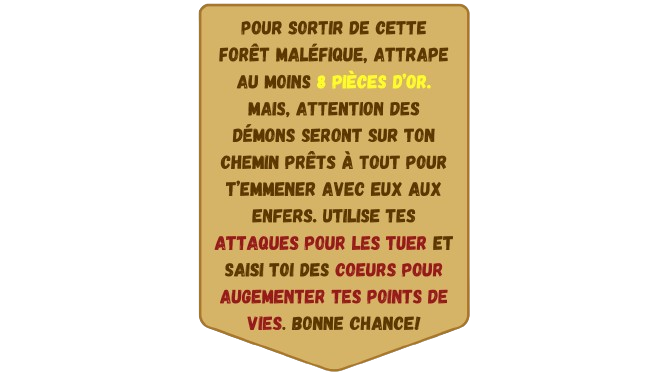 POUR SORTIR DE CETTE
FORÊT MALÉFIQUE, ATTRAPE
AU MOINS 8 PIÈCES D'OR.
MAIS, ATTENTION DES
DÉMONS SERONT SUR TON
CHEMIN PRÊTS À TOUT POUR
T'EMMENER AVEC EUX AUX
ENFERS. UTILISE TES
ATTAQUES POUR LES TUER ET
SAISI TOI DES COEURS POUR
AUGEMENTER TES POINTS DE
VIES. BONNE CHANCE!